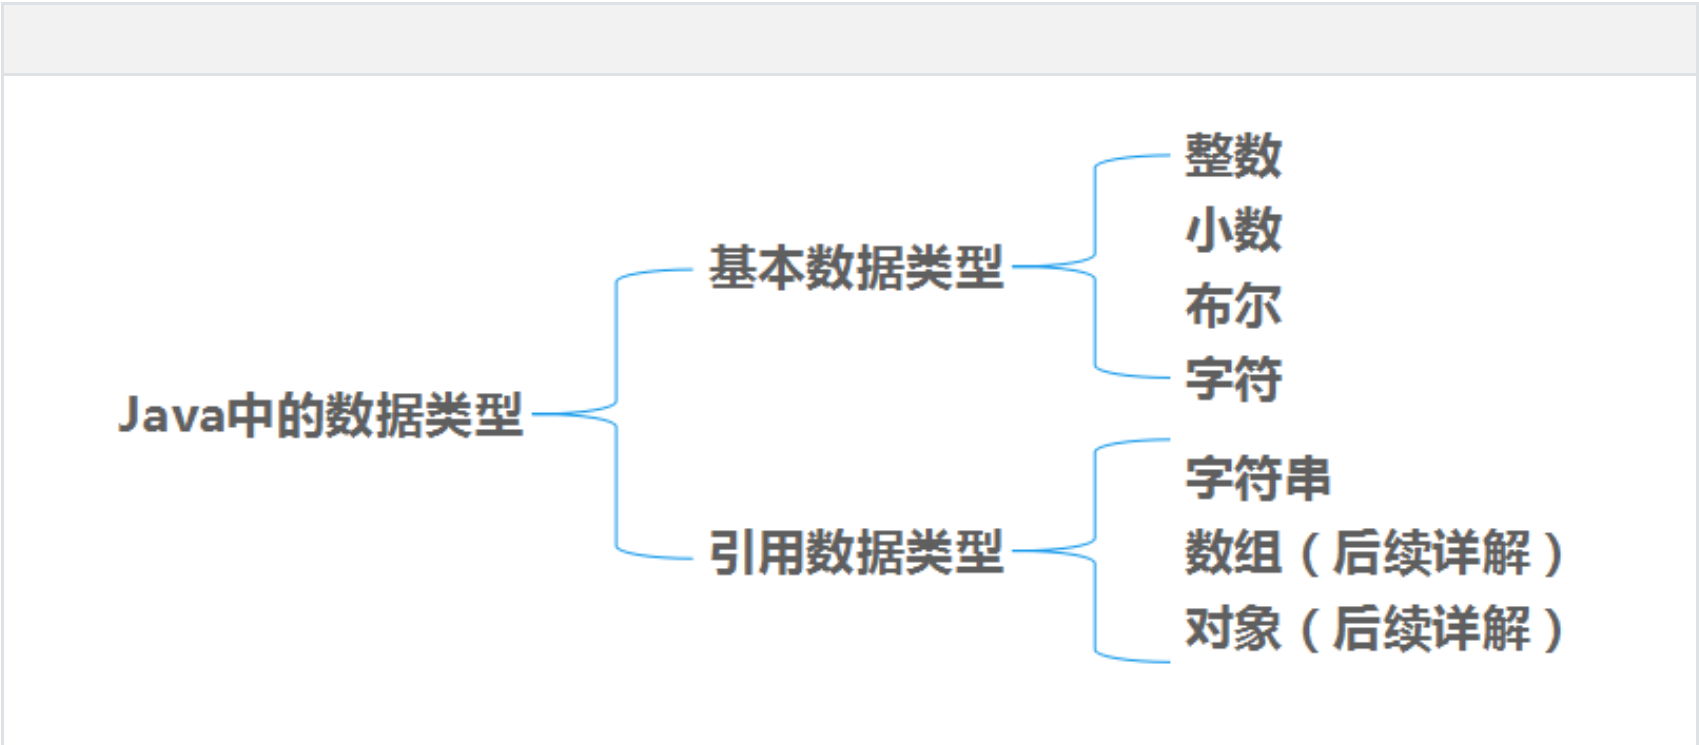 Java中的数据类型
基本数据类型
整数
小数
布尔
字符
引用数据类型
字符串
数组（后续详解）
对象（后续详解）